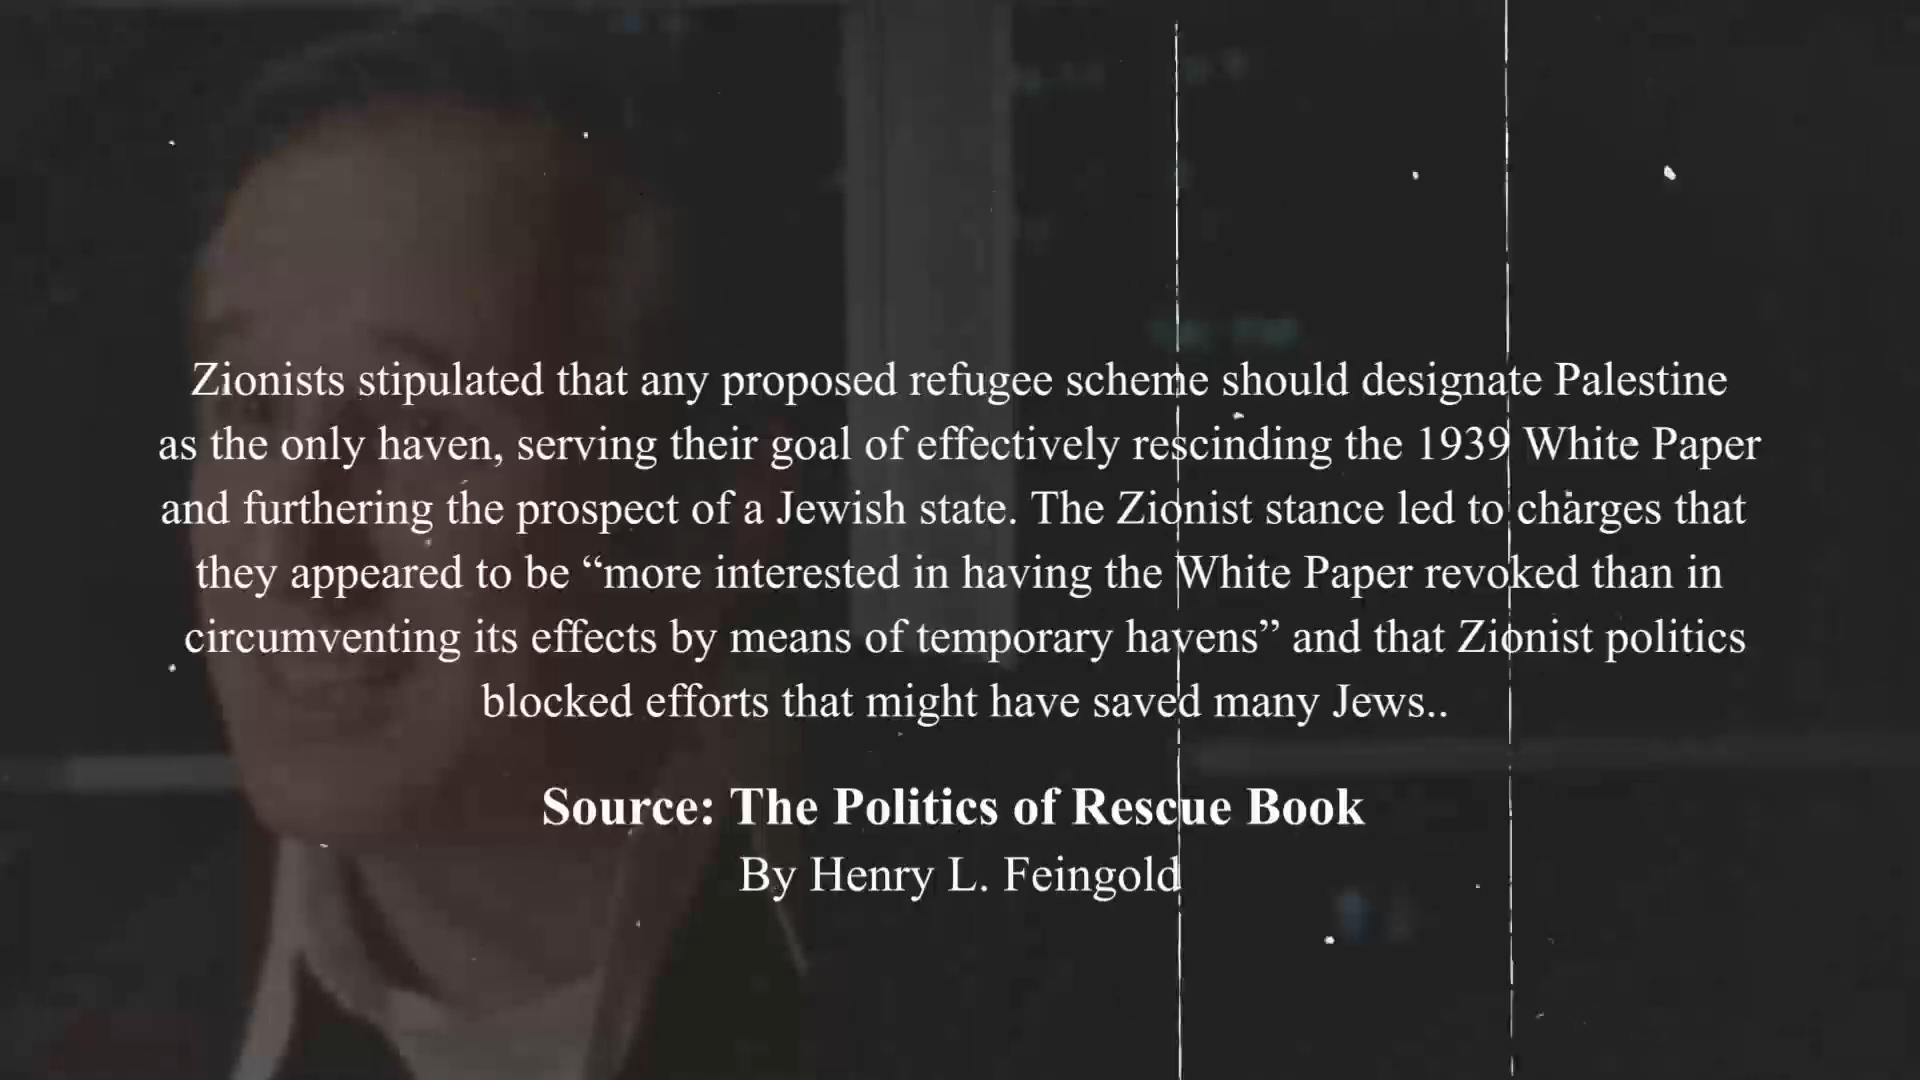 Zionists stipulated that any proposed refugee scheme should designate Palestine
as the only haven, serving their goal of effectively rescinding the 1939 White Paper
and furthering the prospect of a Jewish state. The Zionist stance led to charges that
they appeared to be “more interested in having the White Paper revoked than in
circumventing its effects by means of temporary havens” and that Zionist politics
blocked efforts that might have saved many Jews..
Source: The Politics of Rescue Book
By Henry L. Feingold